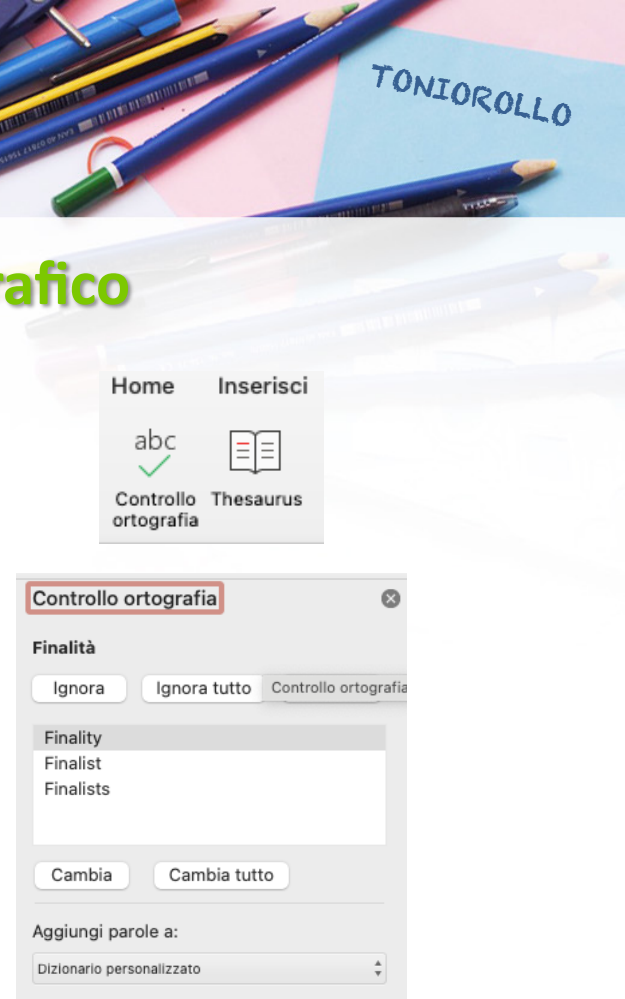 TONIOROLLO
rafico
Home Inserisci
abc
Controllo Thesaurus
ortografia
Controllo ortografia
Finalità
Ignora Ignora tutto Controllo ortografia
Finality
Finalist
Finalists
Cambia Cambia tutto
Aggiungi parole a:
Dizionario personalizzato